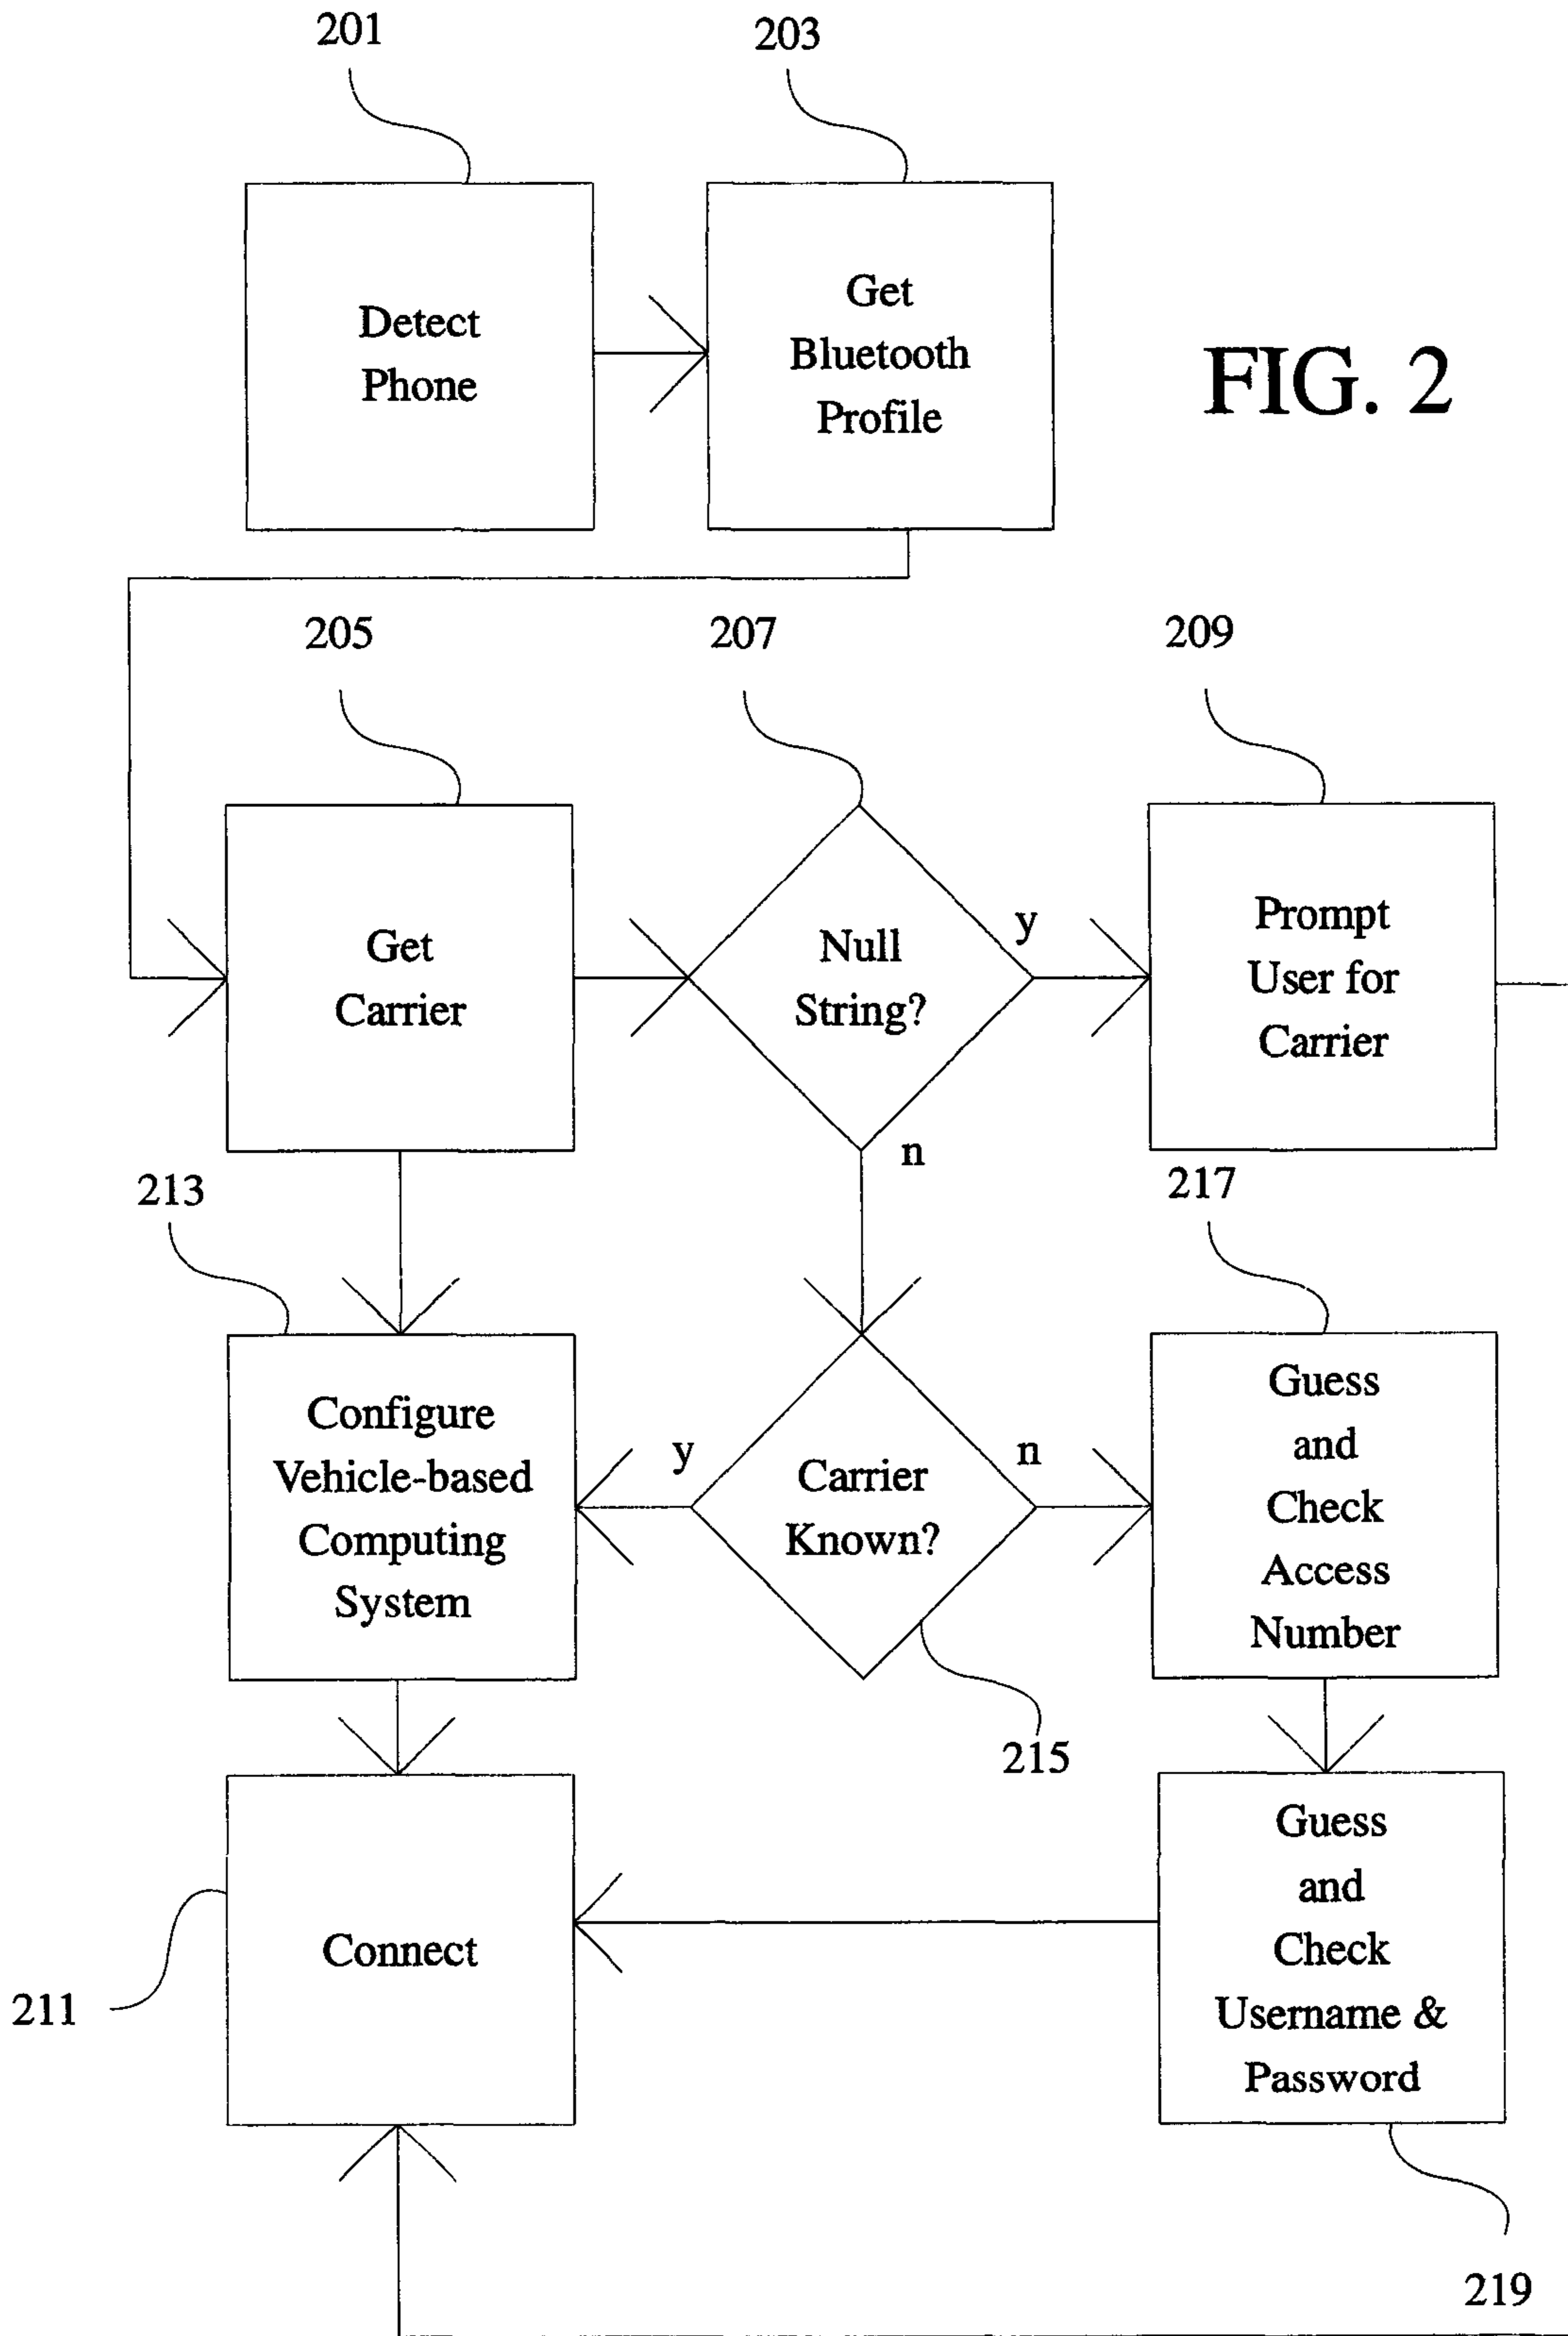 201
203
Detect
Phone
Get
Bluetooth
Profile
FIG. 2
205
207
209
Get
Carrier
Null
String?
y
n
Prompt
User for
Carrier
213
217
Configure
Vehicle-based
Computing
System
y
Carrier
Known?
n
Guess
and
Check
Access
Number
215
211
Connect
Guess
and
Check
Username &
Password
219